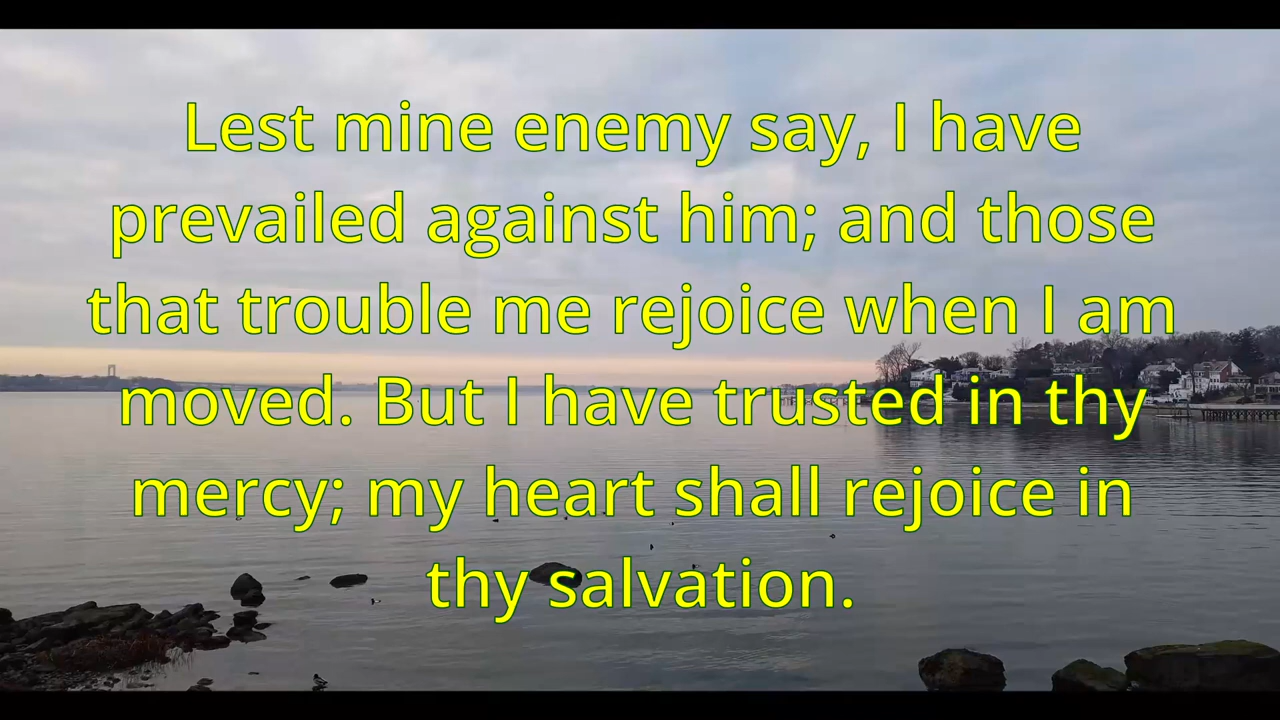 Lest mine enemy say, I have
prevailed against him; and those
that trouble me rejoice when I am
moved. But I have trusted in thy
mercy; my heart shall rejoice in
thy salvation.